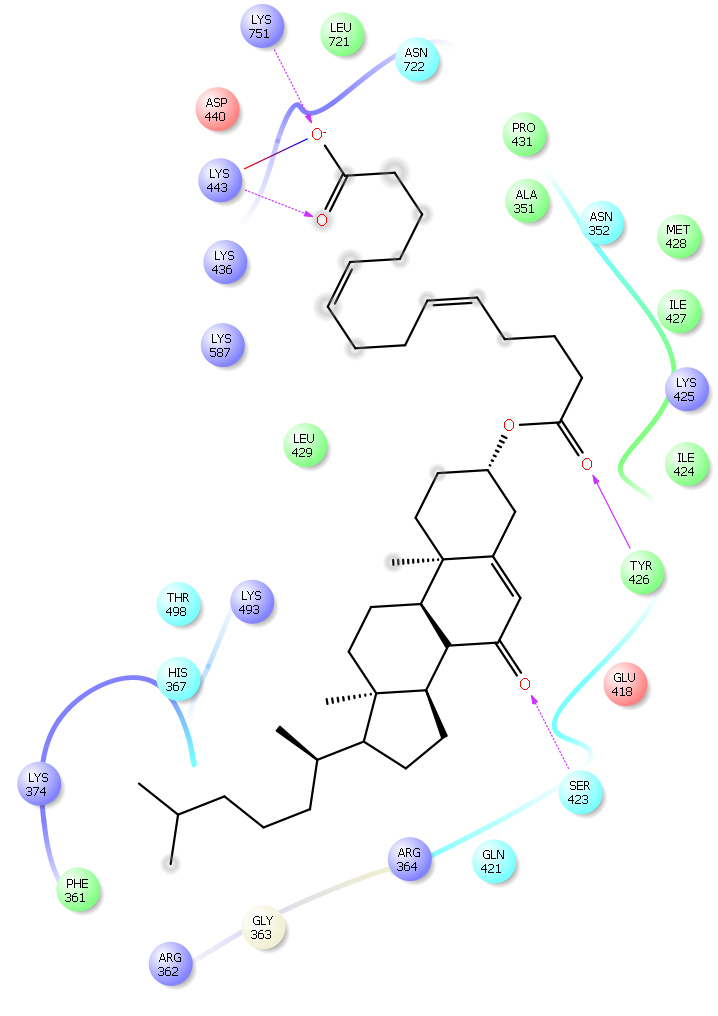 LYS
751
LEU
721
ASN
722
ASP
440
O-
PRO
431
LYS
443
O
ALA
351
ASN
352
MET
428
LYS
436
ILE
427
LYS
587
LYS
425
O
LEU
429
O
ILE
424
TYR
426
THR
498
LYS
493
HIS
367
O
GLU
418
LYS
374
SER
423
PHE
361
ARG
364
GLN
421
GLY
363
ARG
362